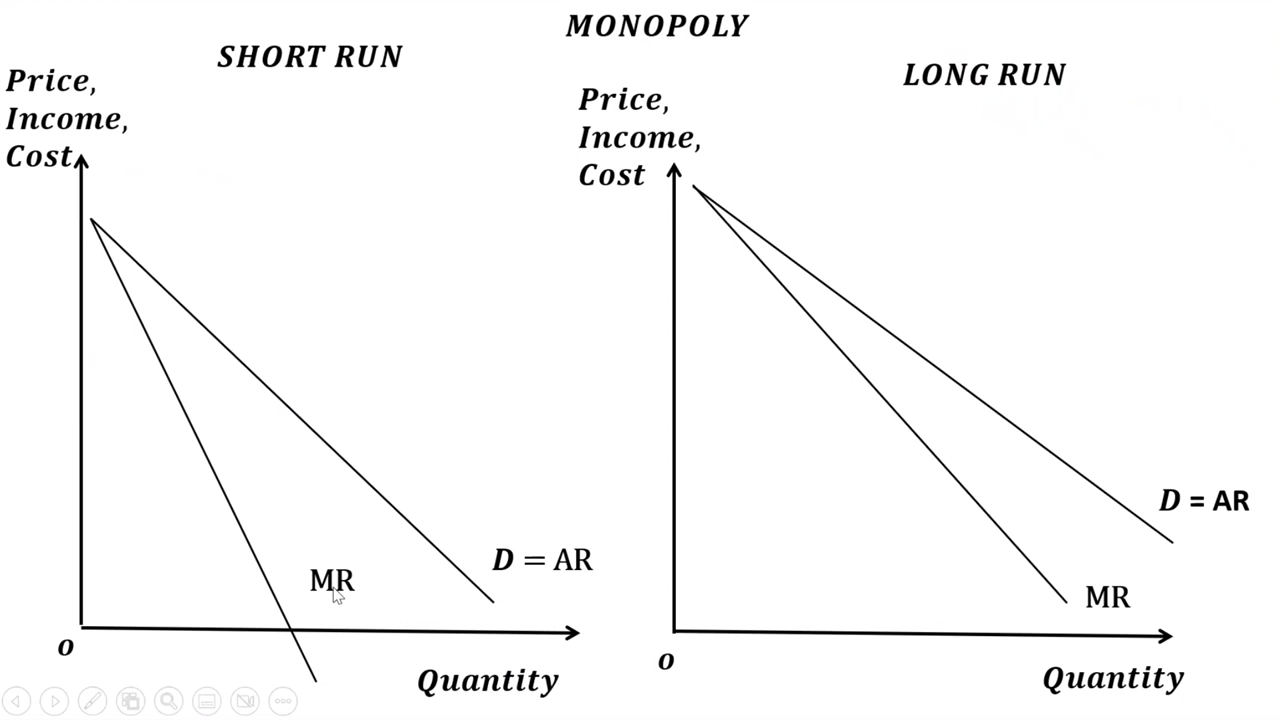 MONOPOLY
SHORT RUN
Price,
Income,
Cost
MR
D = AR
o
Quantity
LONG RUN
Price,
Income,
Cost
D = AR
MR
o
Quantity